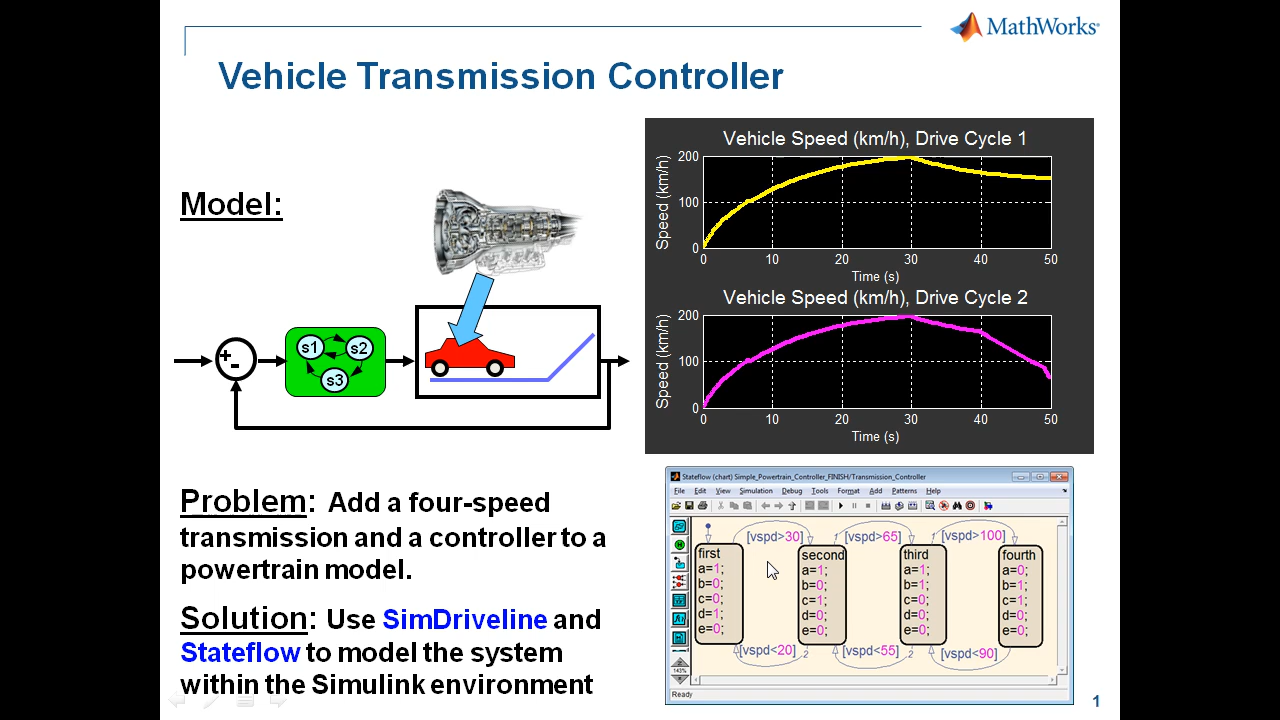 MathWorks®
Vehicle Transmission Controller
Model:
+
-
s1
s2
s3
Vehicle Speed (km/h), Drive Cycle 1
Speed (km/h)
200
100
0
0 10 20 30 40 50
Time (s)
Vehicle Speed (km/h), Drive Cycle 2
Speed (km/h)
200
100
0
0 10 20 30 40 50
Time (s)
Problem: Add a four-speed
transmission and a controller to a
powertrain model.
Solution: Use SimDriveline and
Stateflow to model the system
within the Simulink environment
Stateflow (chart) Simple_Powertrain_Controller_FINISH/Transmission_Controller
File Edit View Simulation Debug Tools Format Add Patterns Help
[vspd>30] [vspd>65] [vspd>100]
1 1
first
a=1;
b=0;
c=0;
d=1;
e=0;
second
a=1;
b=0;
c=1;
d=0;
e=0;
third
a=1;
b=1;
c=0;
d=0;
e=0;
fourth
a=0;
b=1;
c=1;
d=0;
e=0;
[vspd<20] [vspd<55] [vspd<90]
2 2
143%
Ready
1